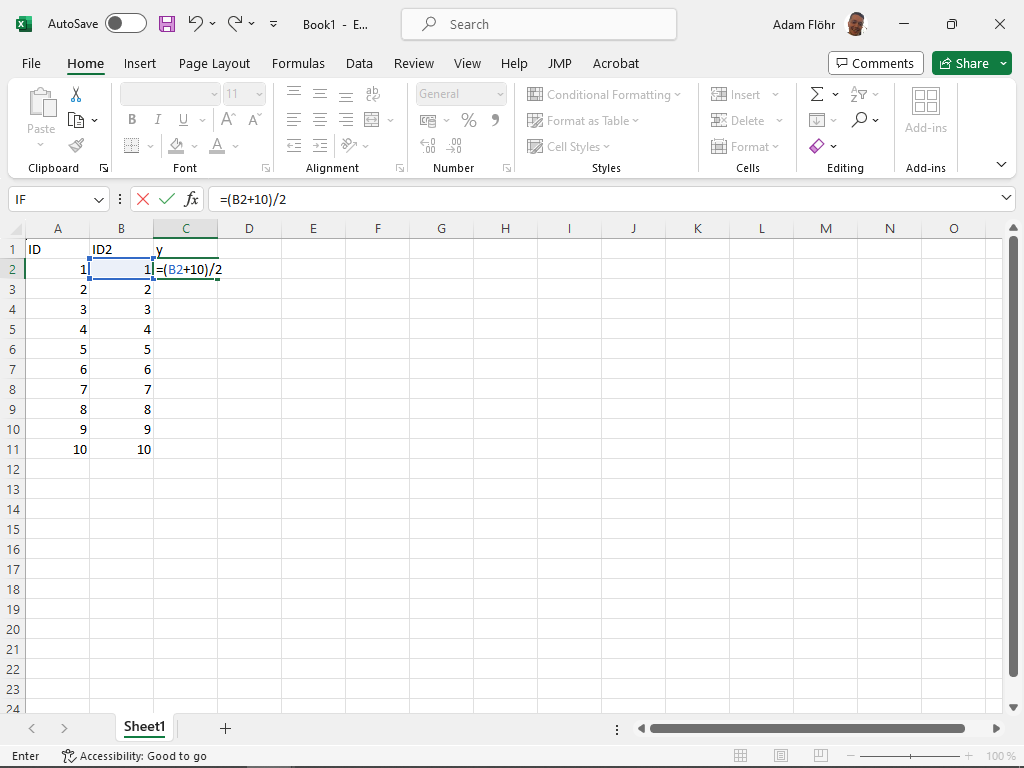 AutoSave Book1 - E... Search Adam Flöhr
File Home Insert Page Layout Formulas Data Review View Help JMP Acrobat Comments Share
Paste 11 General Conditional Formatting Insert Add-ins
B I U A A ab c % Format as Table Delete
A Cell Styles Format
Clipboard Font Alignment Number Styles Cells Editing Add-ins
IF fx =(B2+10)/2
A B C D E F G H I J K L M N O
1 ID ID2 y
2 1 1 =(B2+10)/2
3 2 2
4 3 3
5 4 4
6 5 5
7 6 6
8 7 7
9 8 8
10 9 9
11 10 10
12
13
14
15
16
17
18
19
20
21
22
23
24
Sheet1
Enter Accessibility: Good to go 100 %